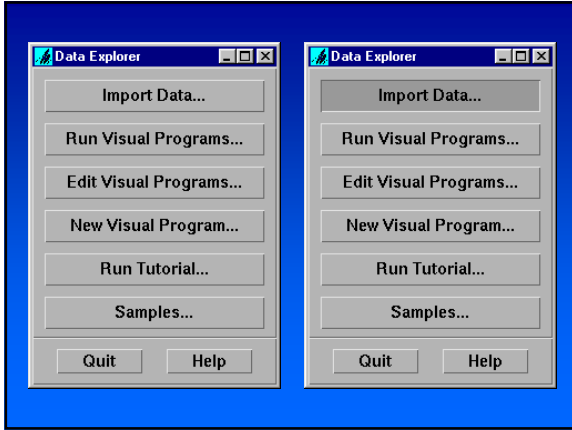 Data Explorer
Import Data...
Run Visual Programs...
Edit Visual Programs...
New Visual Program...
Run Tutorial...
Samples...
Quit Help
Data Explorer
Import Data...
Run Visual Programs...
Edit Visual Programs...
New Visual Program...
Run Tutorial...
Samples...
Quit Help